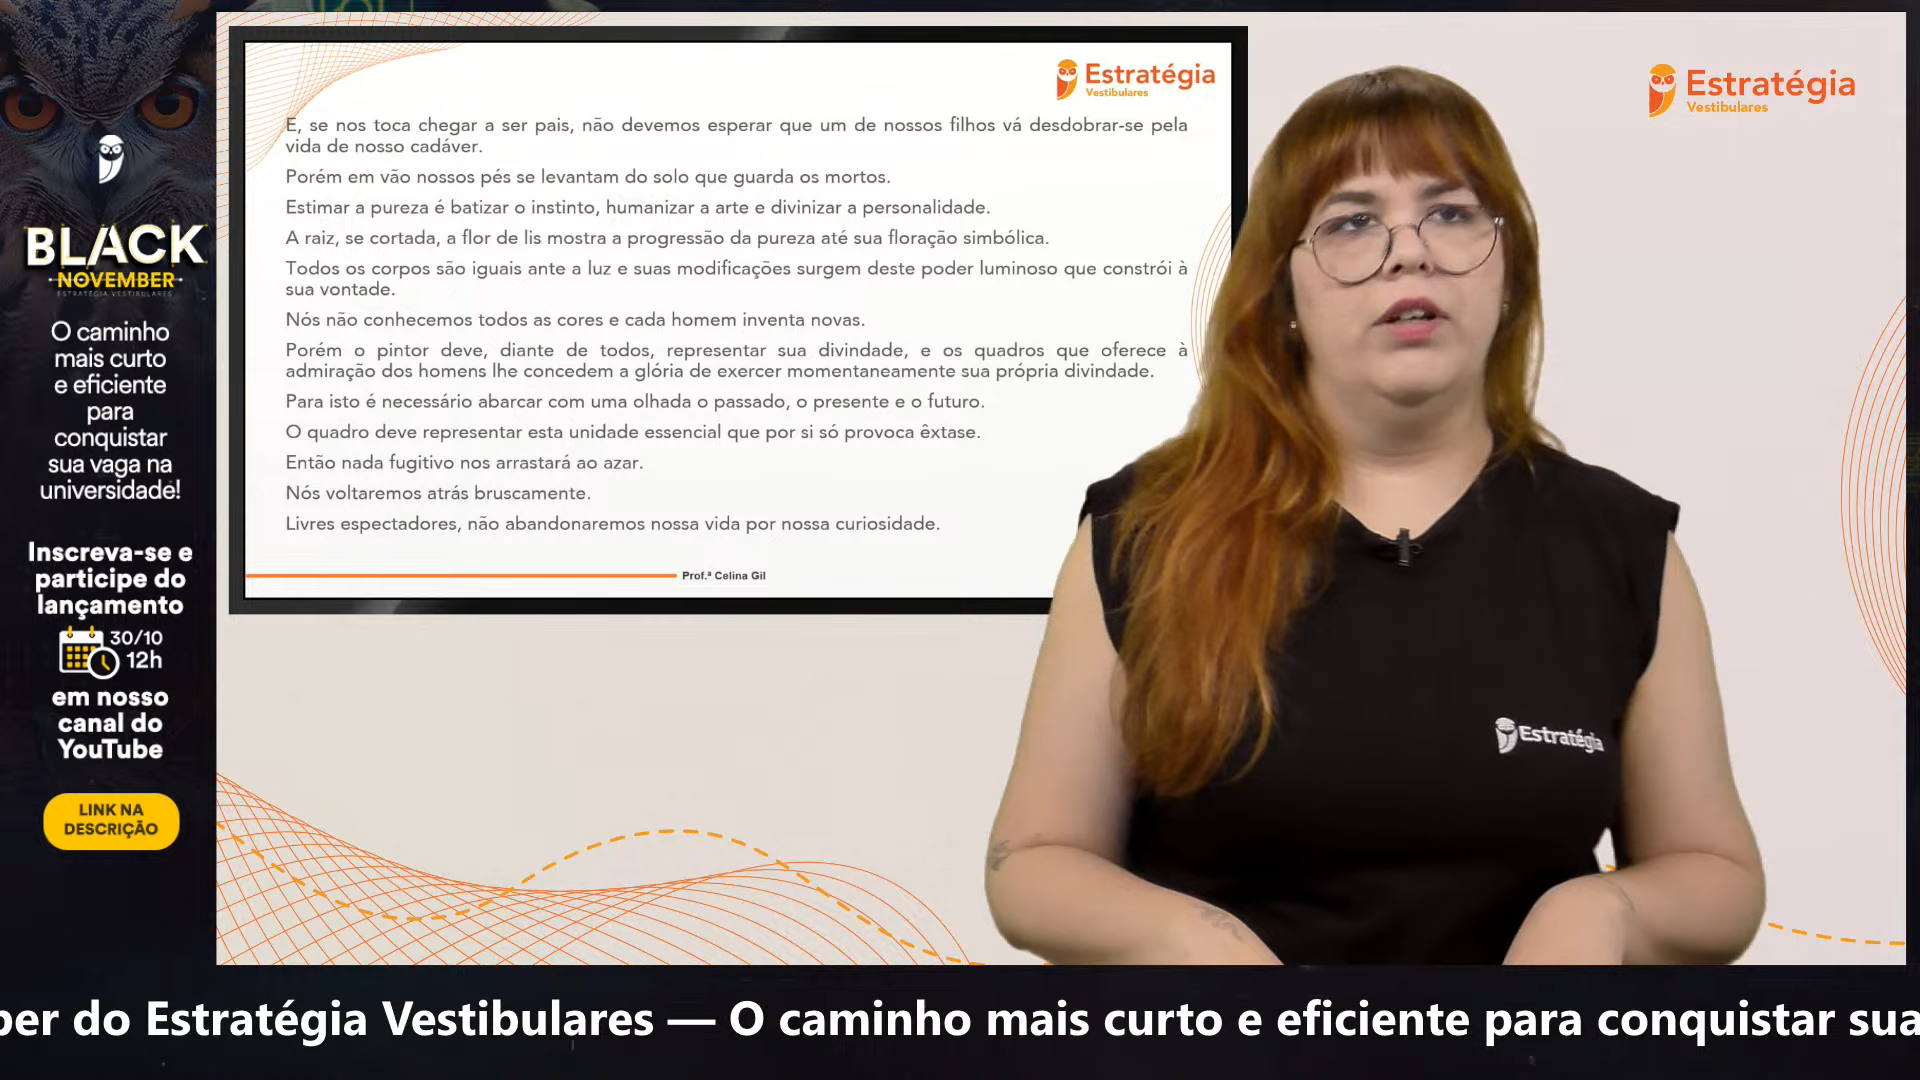 BLACK
NOVEMBER
ESTRATÉGIA VESTIBULARES
O caminho
mais curto
e eficiente
para
conquistar
sua vaga na
universidade!
Inscreva-se e
participe do
lançamento
30/10
12h
em nosso
canal do
YouTube
LINK NA
DESCRIÇÃO
Estratégia
Vestibulares
E, se nos toca chegar a ser pais, não devemos esperar que um de nossos filhos vá desdobrar-se pela
vida de nosso cadáver.
Porém em vão nossos pés se levantam do solo que guarda os mortos.
Estimar a pureza é batizar o instinto, humanizar a arte e divinizar a personalidade.
A raiz, se cortada, a flor de lis mostra a progressão da pureza até sua floração simbólica.
Todos os corpos são iguais ante a luz e suas modificações surgem deste poder luminoso que constrói à
sua vontade.
Nós não conhecemos todos as cores e cada homem inventa novas.
Porém o pintor deve, diante de todos, representar sua divindade, e os quadros que oferece à
admiração dos homens lhe concedem a glória de exercer momentaneamente sua própria divindade.
Para isto é necessário abarcar com uma olhada o passado, o presente e o futuro.
O quadro deve representar esta unidade essencial que por si só provoca êxtase.
Então nada fugitivo nos arrastará ao azar.
Nós voltaremos atrás bruscamente.
Livres espectadores, não abandonaremos nossa vida por nossa curiosidade.
Prof.ª Celina Gil
Estratégia
Vestibulares
Estratégia
ber do Estratégia Vestibulares — O caminho mais curto e eficiente para conquistar sua